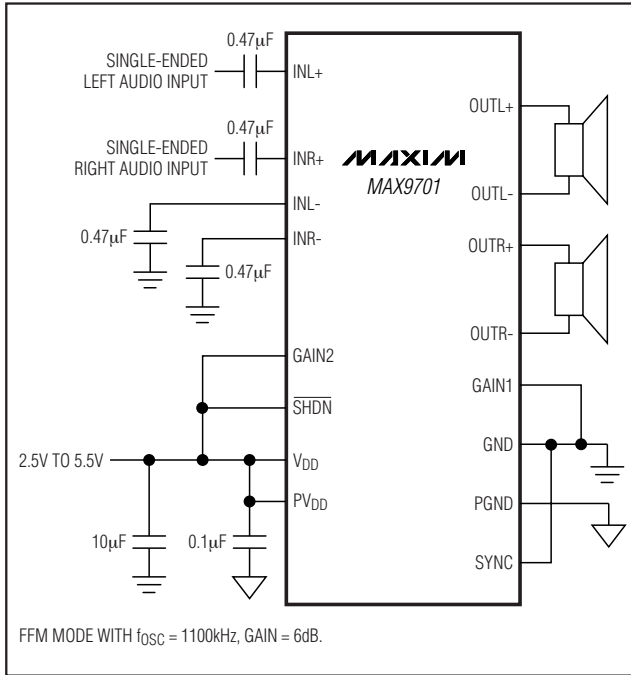 0.47µF
SINGLE-ENDED
LEFT AUDIO INPUT
INL+
0.47µF
SINGLE-ENDED
RIGHT AUDIO INPUT
INR+
MAXIM
MAX9701
INL-
0.47µF
INR-
0.47µF
GAIN2
SHDN
2.5V TO 5.5V
VDD
PVDD
10µF
0.1µF
OUTL+
OUTL-
OUTR+
OUTR-
GAIN1
GND
PGND
SYNC
FFM MODE WITH fOSC = 1100kHz, GAIN = 6dB.